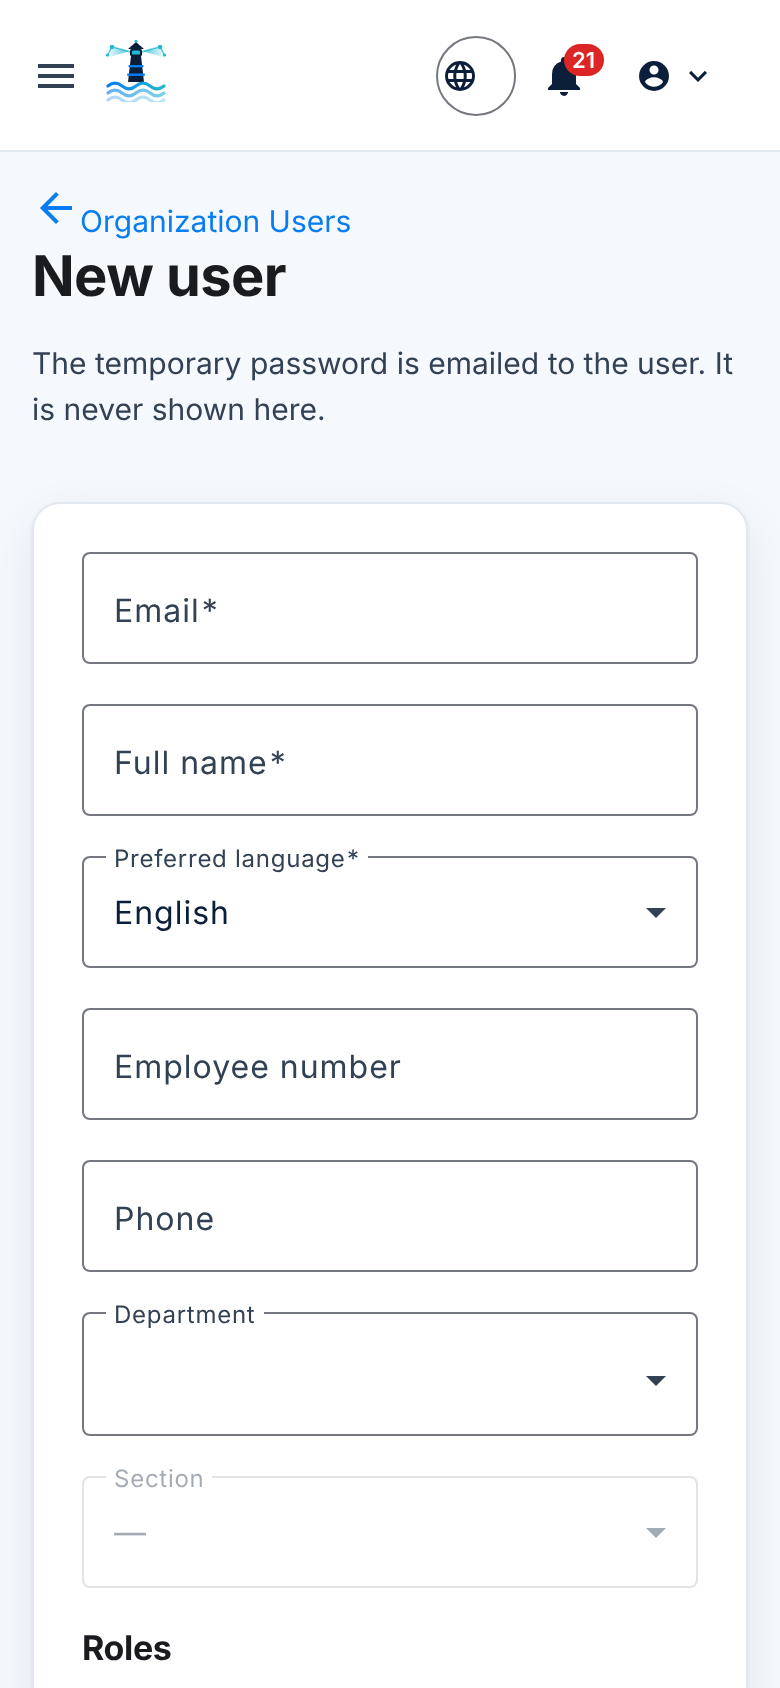 21
Organization Users
New user
The temporary password is emailed to the user. It
is never shown here.
Email*
Full name*
Preferred language*
English
Employee number
Phone
Department
Section
—
Roles